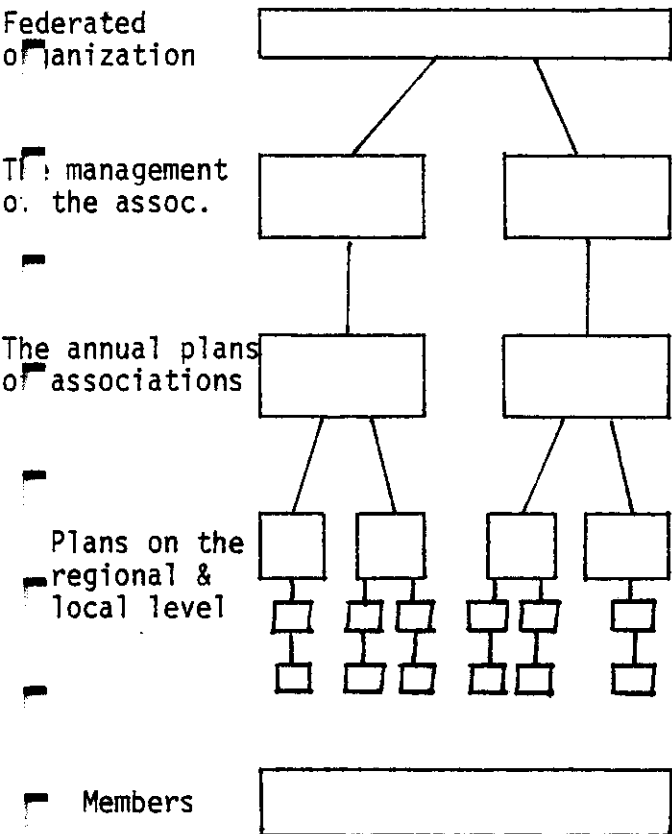 Federated
organization
The management
of the assoc.
The annual plans
of associations
Plans on the
regional &
local level
Members